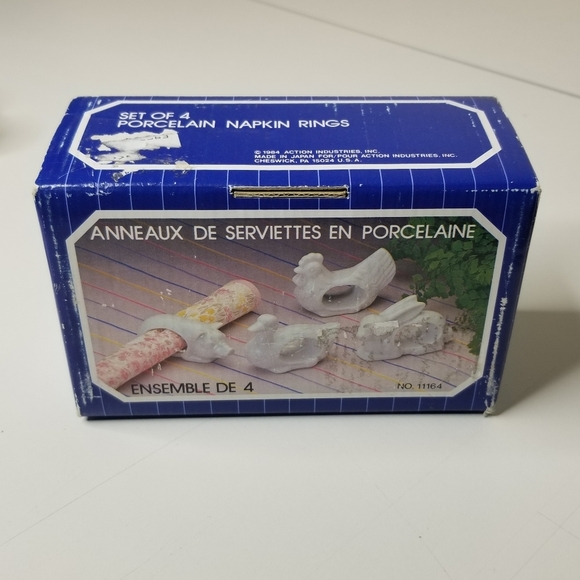 SET OF 4
PORCELAIN NAPKIN RINGS
© 1984 ACTION INDUSTRIES, INC.
MADE IN JAPAN FOR/POUR ACTION INDUSTRIES, INC.
CHESWICK, PA 15024 U.S.A.
ANNEAUX DE SERVIETTES EN PORCELAINE
ENSEMBLE DE 4
NO. 11164